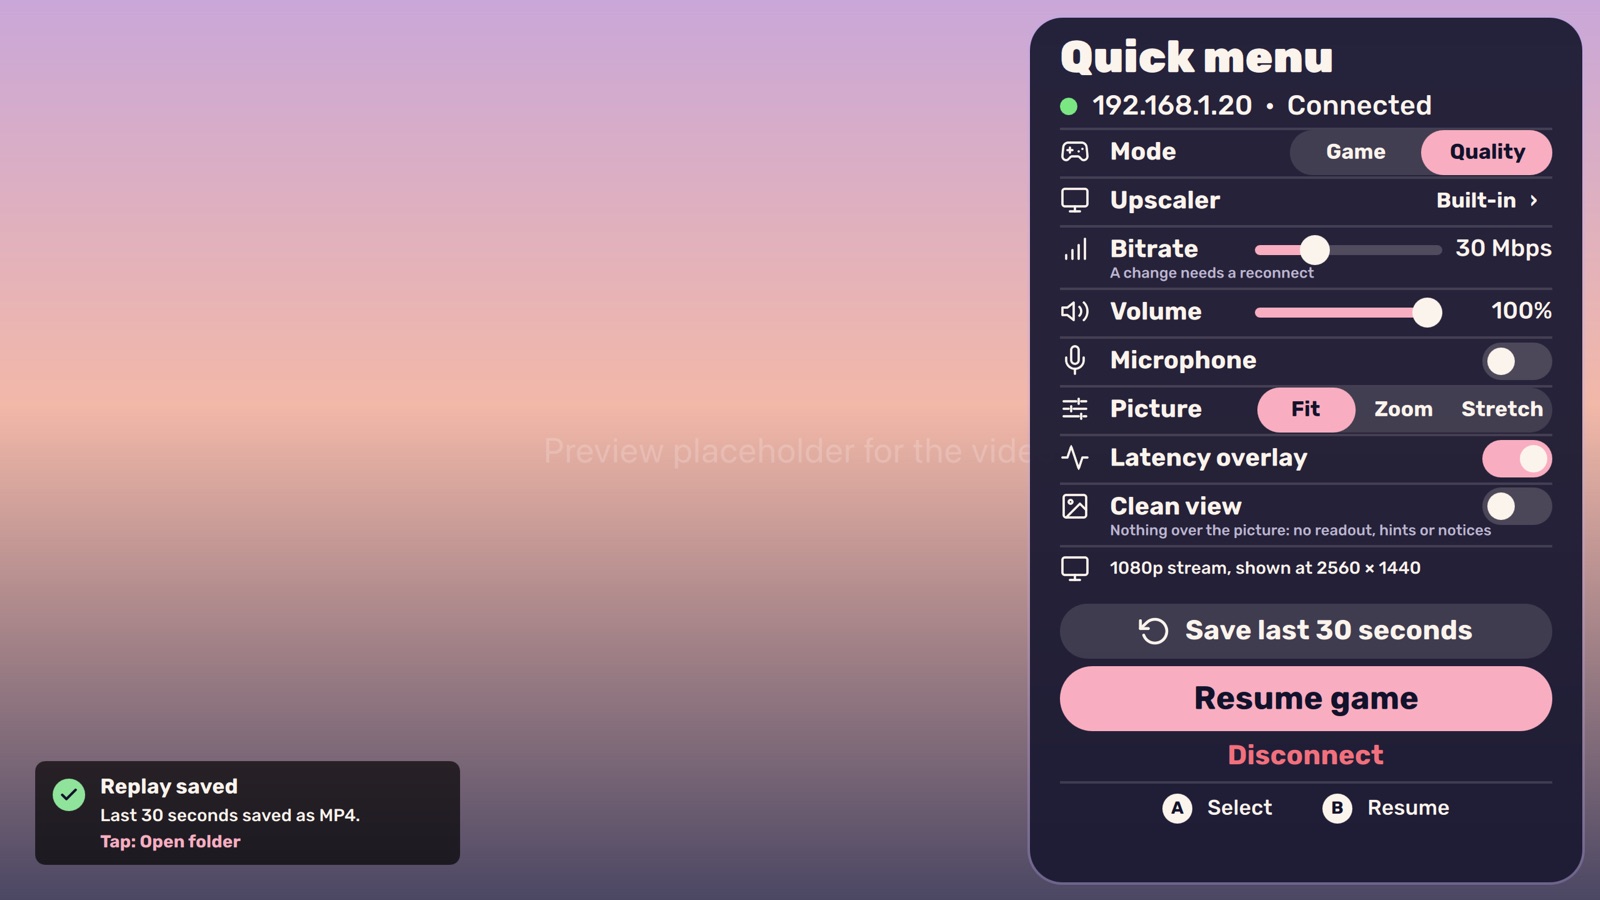 Quick menu
192.168.1.20 • Connected
Mode Game Quality
Upscaler Built-in ›
Bitrate 30 Mbps
A change needs a reconnect
Volume 100%
Microphone
Picture Fit Zoom Stretch
Latency overlay
Clean view
Nothing over the picture: no readout, hints or notices
1080p stream, shown at 2560 × 1440
Save last 30 seconds
Resume game
Disconnect
A Select B Resume
Preview placeholder for the vide
Replay saved
Last 30 seconds saved as MP4.
Tap: Open folder